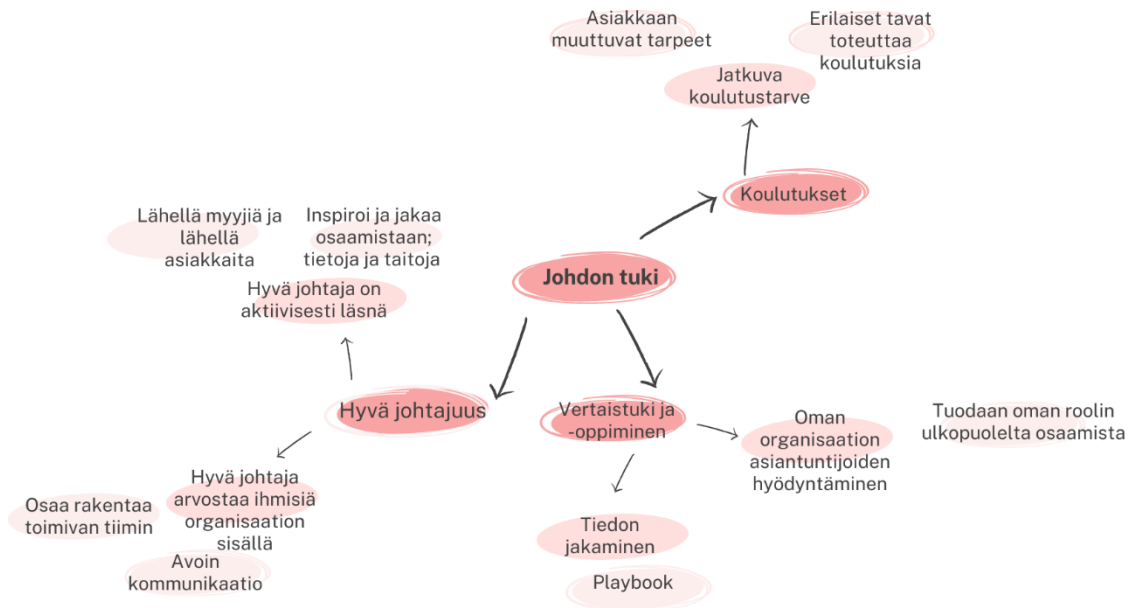 Asiakkaan
muuttuvat tarpeet
Erilaiset tavat
toteuttaa
koulutuksia
Jatkuva
koulutustarve
Koulutukset
Lähellä myyjiä ja
lähellä
asiakkaita
Inspiroi ja jakaa
osaamistaan;
tietoja ja taitoja
Hyvä johtaja on
aktiivisesti läsnä
Johdon tuki
Hyvä johtajuus
Vertaistuki ja
-oppiminen
Oman
organisaation
asiantuntijoiden
hyödyntäminen
Tuodaan oman roolin
ulkopuolelta osaamista
Osaa rakentaa
toimivan tiimin
Hyvä johtaja
arvostaa ihmisiä
organisaation
sisällä
Avoin
kommunikaatio
Tiedon
jakaminen
Playbook